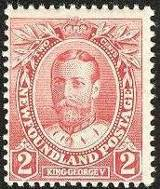 NEWFOUNDLAND POSTAGE
2
KING GEORGE V
2